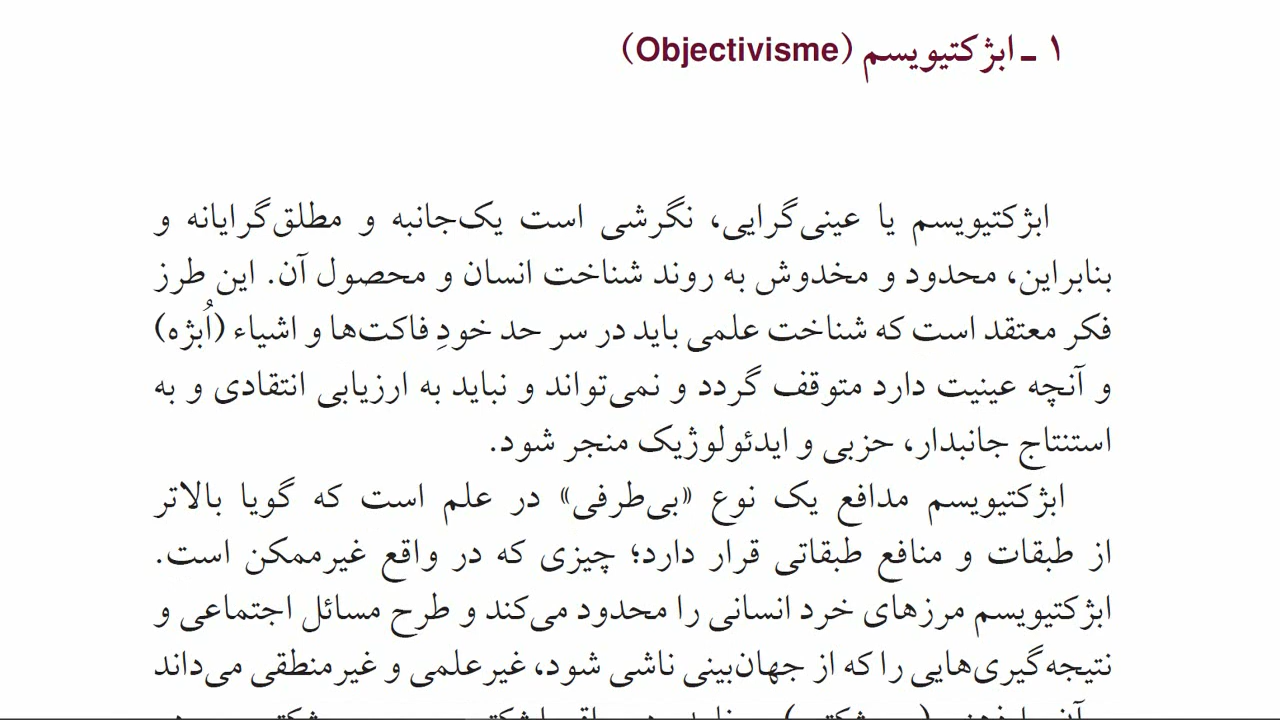 ۱ ـ ابژکتیویسم (Objectivisme)
ابژکتیویسم یا عینی‌گرایی، نگرشی است یک‌جانبه و مطلق‌گرایانه و
بنابراین، محدود و مخدوش به روند شناخت انسان و محصول آن. این طرز
فکر معتقد است که شناخت علمی باید در سر حد خودِ فاکت‌ها و اشیاء (اُبژه)
و آنچه عینیت دارد متوقف گردد و نمی‌تواند و نباید به ارزیابی انتقادی و به
استنتاج جانبدار، حزبی و ایدئولوژیک منجر شود.
ابژکتیویسم مدافع یک نوع «بی‌طرفی» در علم است که گویا بالاتر
از طبقات و منافع طبقاتی قرار دارد؛ چیزی که در واقع غیرممکن است.
ابژکتیویسم مرزهای خرد انسانی را محدود می‌کند و طرح مسائل اجتماعی و
نتیجه‌گیری‌هایی را که از جهان‌بینی ناشی شود، غیرعلمی و غیرمنطقی می‌داند